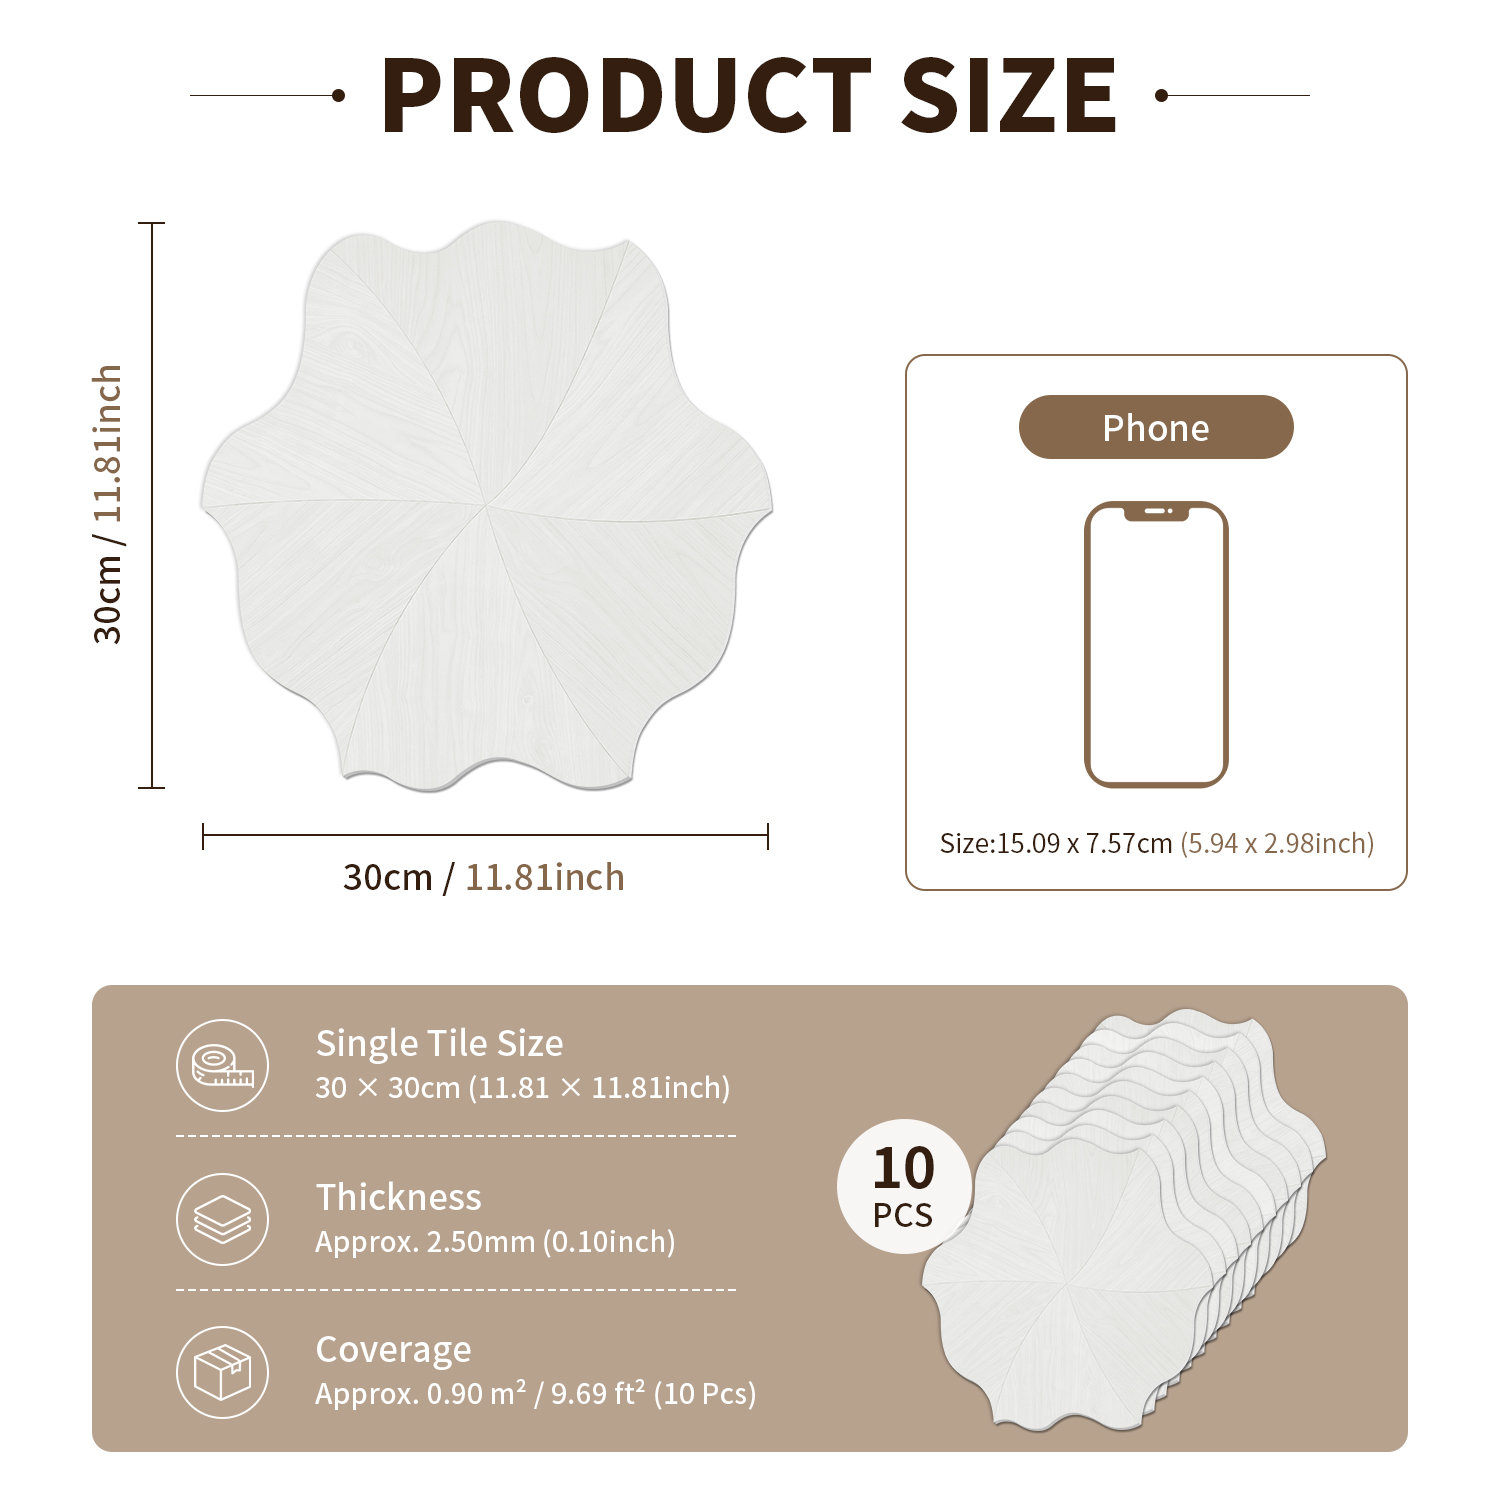 PRODUCT SIZE
30cm / 11.81inch
30cm / 11.81inch
Phone
Size:15.09 x 7.57cm (5.94 x 2.98inch)
Single Tile Size
30 × 30cm (11.81 × 11.81inch)
Thickness
Approx. 2.50mm (0.10inch)
Coverage
Approx. 0.90 m² / 9.69 ft² (10 Pcs)
10
PCS